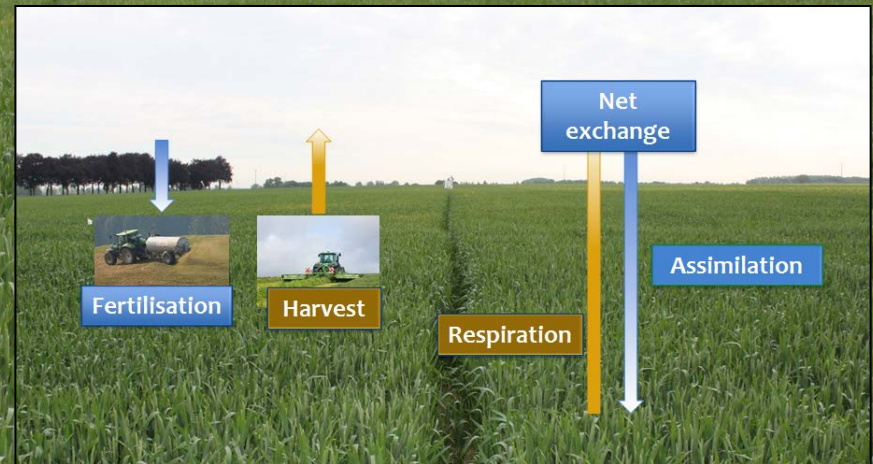 Net
exchange
Assimilation
Fertilisation
Harvest
Respiration